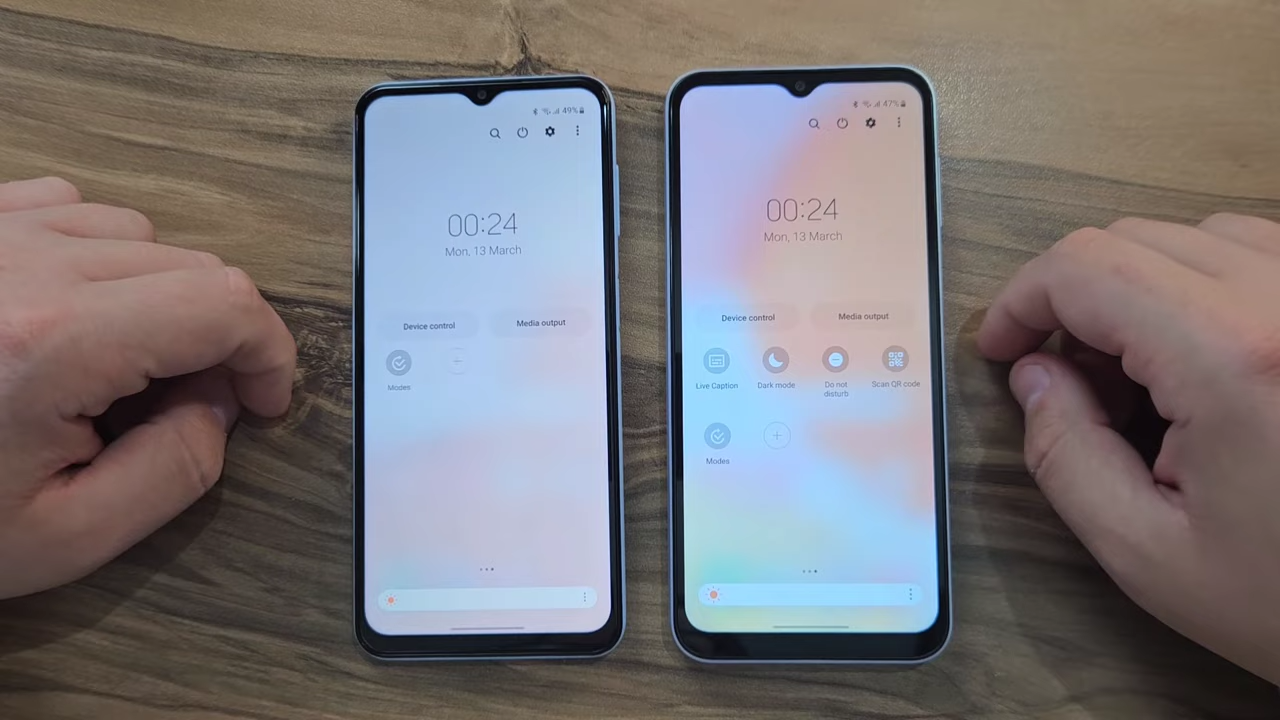 49%
00:24
Mon, 13 March
Device control
Media output
Modes
47%
00:24
Mon, 13 March
Device control
Media output
Live Caption
Dark mode
Do not
disturb
Scan QR code
Modes